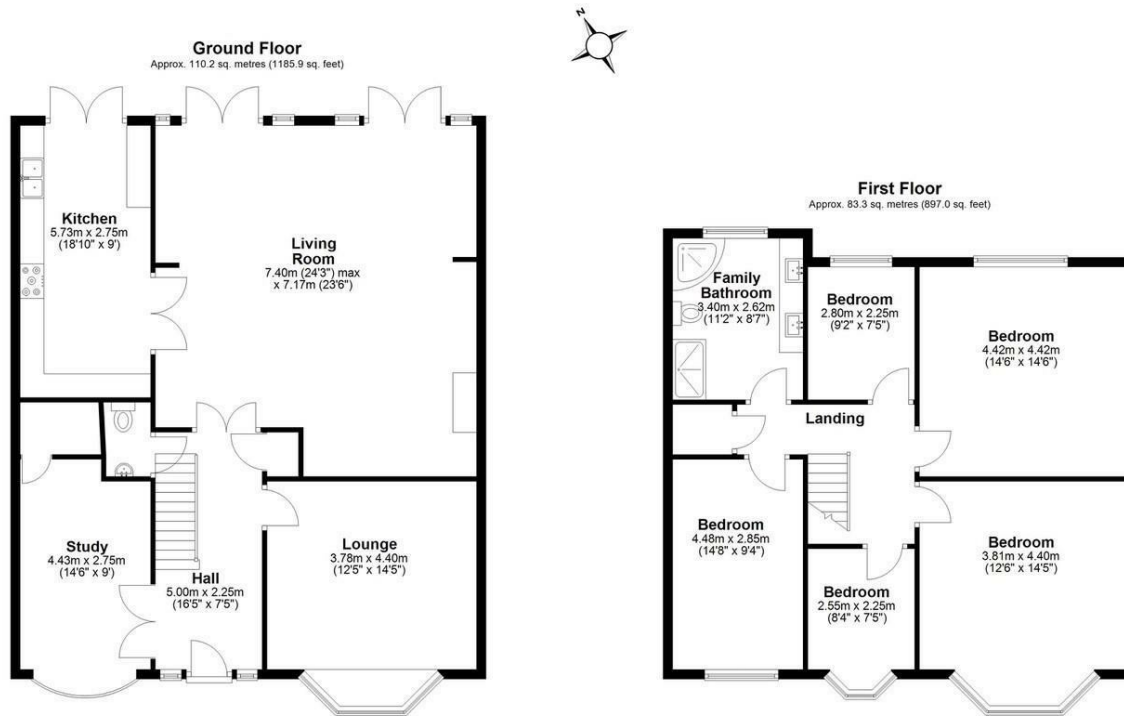 N
Ground Floor
Approx. 110.2 sq. metres (1185.9 sq. feet)
Kitchen
5.73m x 2.75m
(18'10" x 9')
Living
Room
7.40m (24'3") max
x 7.17m (23'6")
Study
4.43m x 2.75m
(14'6" x 9')
Hall
5.00m x 2.25m
(16'5" x 7'5")
Lounge
3.78m x 4.40m
(12'5" x 14'5")
First Floor
Approx. 83.3 sq. metres (897.0 sq. feet)
Family
Bathroom
3.40m x 2.62m
(11'2" x 8'7")
Bedroom
2.80m x 2.25m
(9'2" x 7'5")
Bedroom
4.42m x 4.42m
(14'6" x 14'6")
Landing
Bedroom
4.48m x 2.85m
(14'8" x 9'4")
Bedroom
2.55m x 2.25m
(8'4" x 7'5")
Bedroom
3.81m x 4.40m
(12'6" x 14'5")